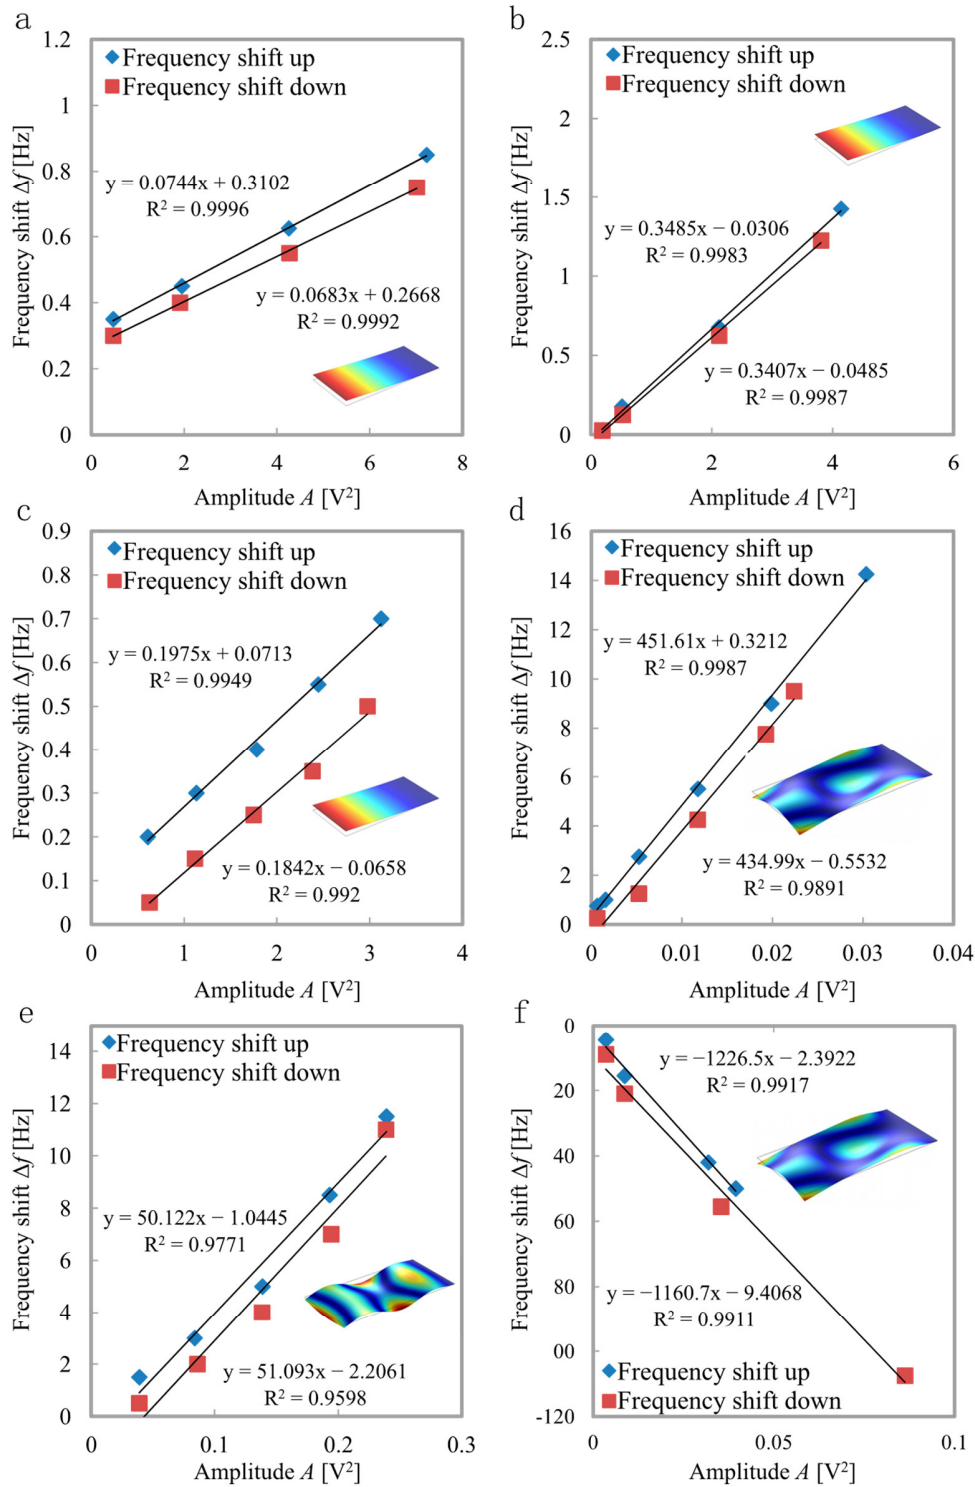 a
1.2
1
0.8
0.6
0.4
0.2
0
Frequency shift Δf [Hz]
Frequency shift up
Frequency shift down
y = 0.0744x + 0.3102
R² = 0.9996
y = 0.0683x + 0.2668
R² = 0.9992
0 2 4 6 8
Amplitude A [V²]
b
2.5
2
1.5
1
0.5
0
Frequency shift Δf [Hz]
Frequency shift up
Frequency shift down
y = 0.3485x − 0.0306
R² = 0.9983
y = 0.3407x − 0.0485
R² = 0.9987
0 2 4 6
Amplitude A [V²]
c
0.9
0.8
0.7
0.6
0.5
0.4
0.3
0.2
0.1
0
Frequency shift Δf [Hz]
Frequency shift up
Frequency shift down
y = 0.1975x + 0.0713
R² = 0.9949
y = 0.1842x − 0.0658
R² = 0.992
0 1 2 3 4
Amplitude A [V²]
d
16
14
12
10
8
6
4
2
0
Frequency shift Δf [Hz]
Frequency shift up
Frequency shift down
y = 451.61x + 0.3212
R² = 0.9987
y = 434.99x − 0.5532
R² = 0.9891
0 0.01 0.02 0.03 0.04
Amplitude A [V²]
e
14
12
10
8
6
4
2
0
Frequency shift Δf [Hz]
Frequency shift up
Frequency shift down
y = 50.122x − 1.0445
R² = 0.9771
y = 51.093x − 2.2061
R² = 0.9598
0 0.1 0.2 0.3
Amplitude A [V²]
f
0
20
40
60
80
00
-120
Frequency shift Δf [Hz]
y = −1226.5x − 2.3922
R² = 0.9917
y = −1160.7x − 9.4068
R² = 0.9911
Frequency shift up
Frequency shift down
0 0.05 0.1
Amplitude A [V²]